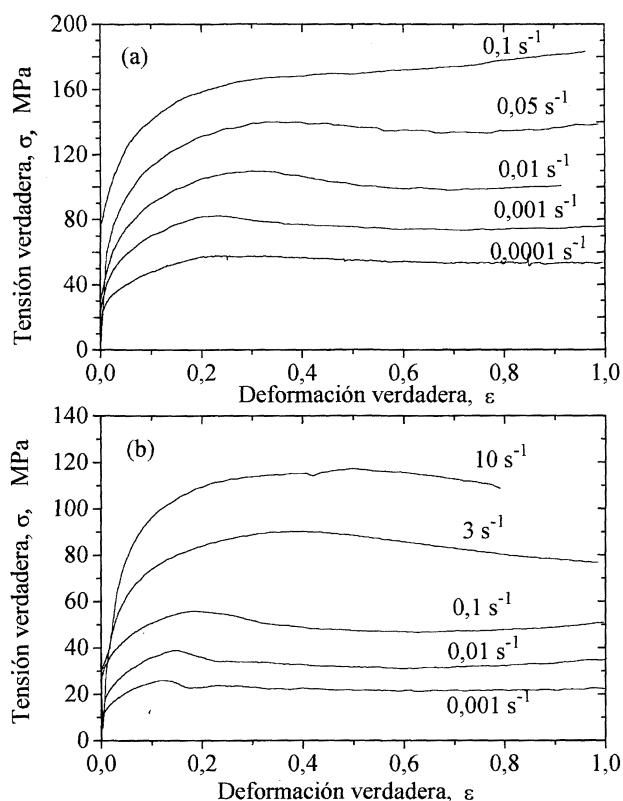 200
160
120
80
40
0
Tensión verdadera, σ, MPa
(a)
0,1 s⁻¹
0,05 s⁻¹
0,01 s⁻¹
0,001 s⁻¹
0,0001 s⁻¹
0,0 0,2 0,4 0,6 0,8 1,0
Deformación verdadera, ε
140
120
100
80
60
40
20
0
Tensión verdadera, σ, MPa
(b)
10 s⁻¹
3 s⁻¹
0,1 s⁻¹
0,01 s⁻¹
0,001 s⁻¹
0,0 0,2 0,4 0,6 0,8 1,0
Deformación verdadera, ε